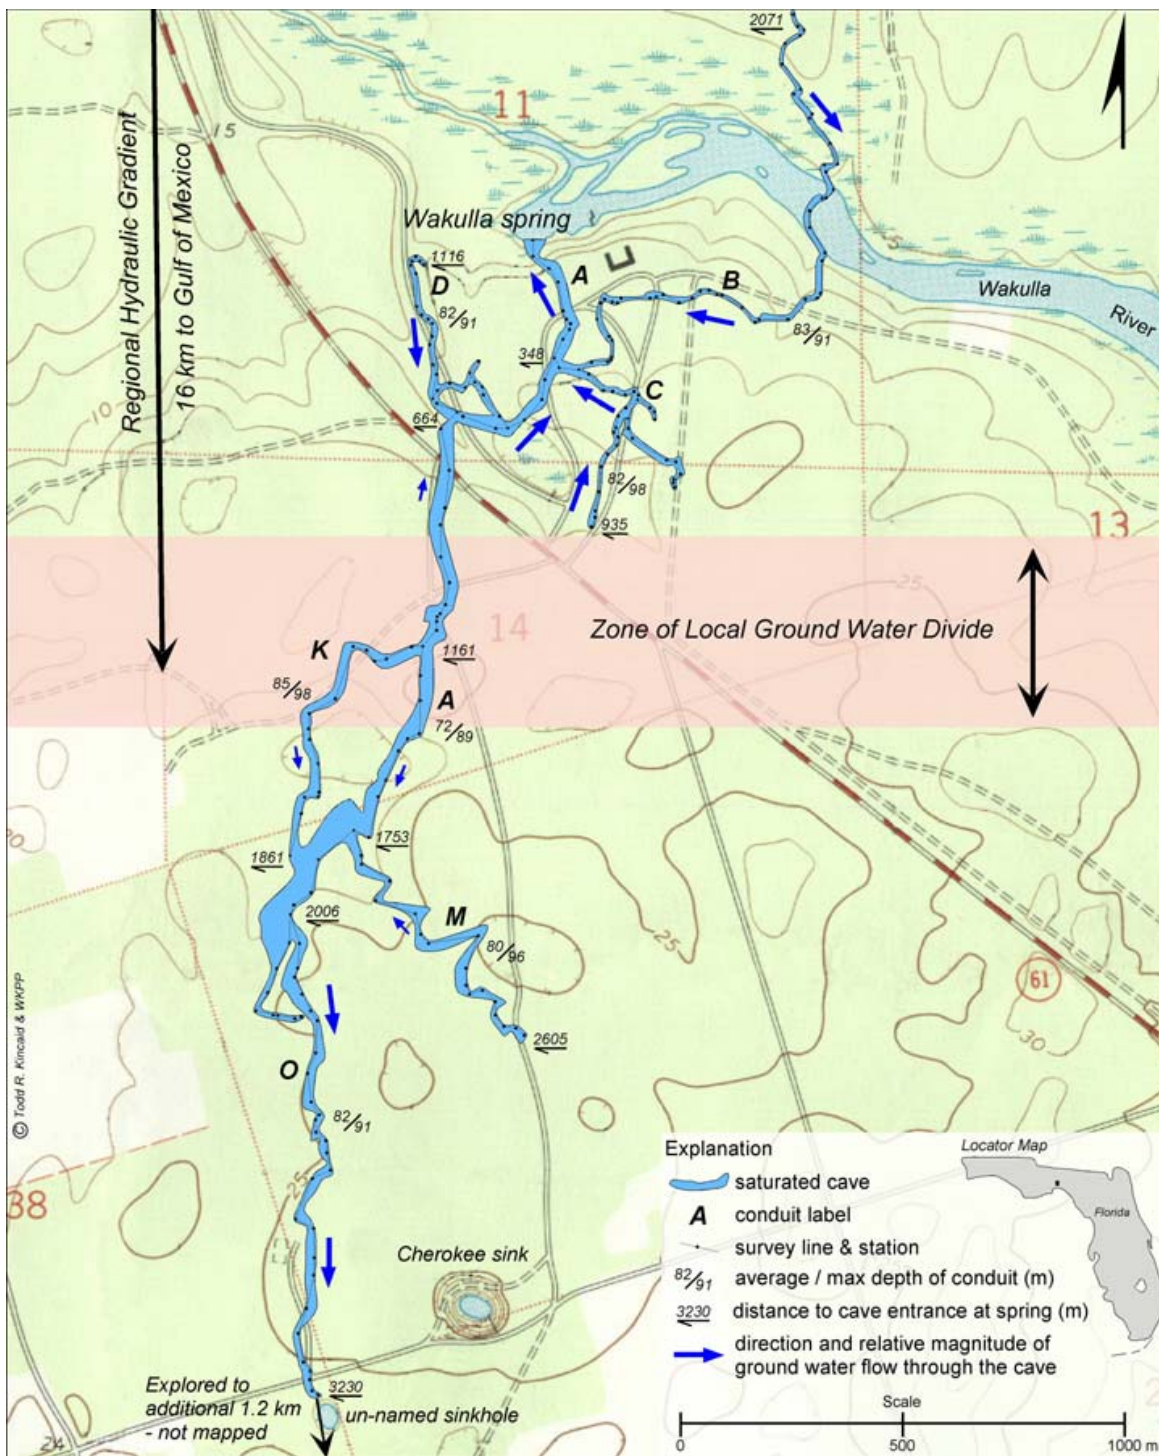 2071
11
15
Regional Hydraulic Gradient
16 km to Gulf of Mexico
Wakulla spring
1116
D
A
B
5
Wakulla
River
82/91
83/91
348
C
10
664
82/98
935
13
25
14
Zone of Local Ground Water Divide
K
1161
85/98
A
72/89
20
1753
1861
2006
M
25
80/96
61
2605
30
O
82/91
© Todd R. Kincaid & WKPP
38
25
Cherokee sink
3230
Explored to
additional 1.2 km
- not mapped
un-named sinkhole
24
Explanation
saturated cave
A conduit label
survey line & station
82/91 average / max depth of conduit (m)
3230 distance to cave entrance at spring (m)
direction and relative magnitude of
ground water flow through the cave
Locator Map
Florida
Scale
0 500 1000 m